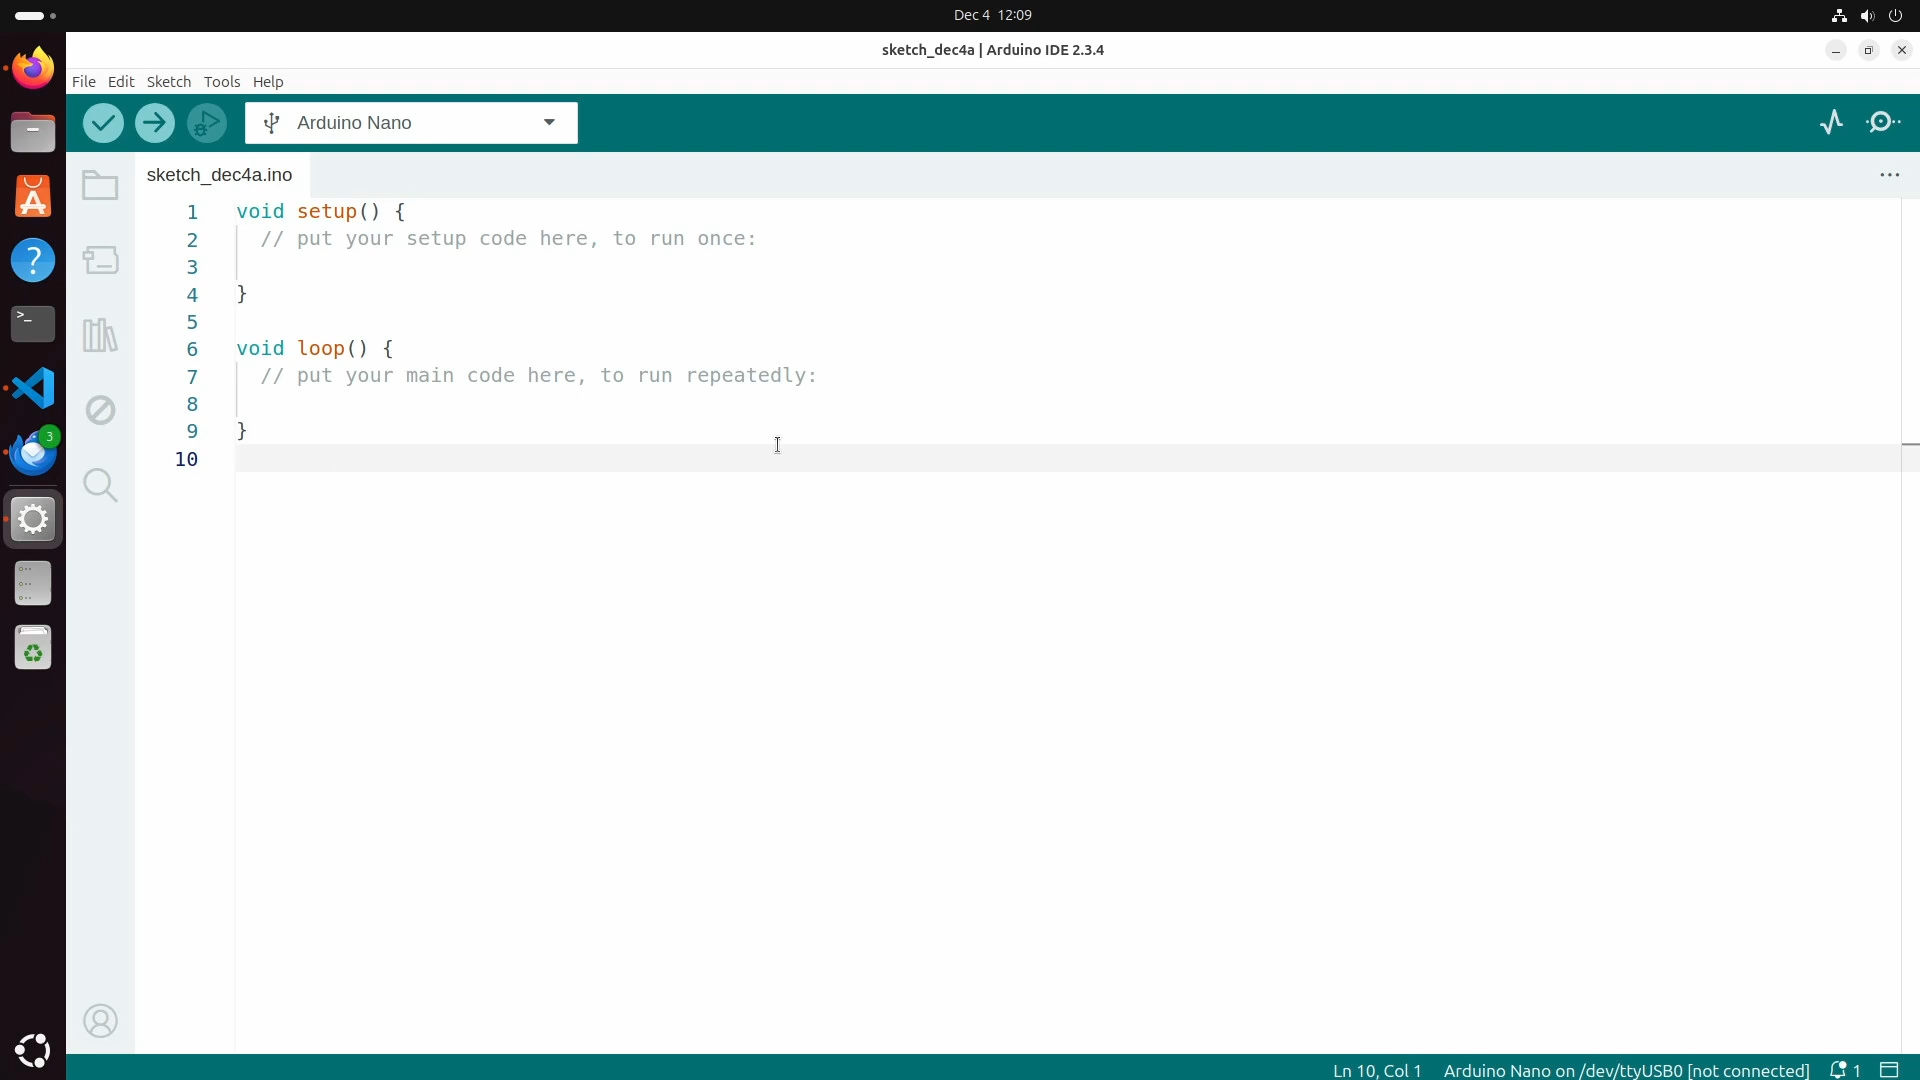 Dec 4 12:09
sketch_dec4a | Arduino IDE 2.3.4
File Edit Sketch Tools Help
Arduino Nano
sketch_dec4a.ino
1 void setup() {
2 // put your setup code here, to run once:
3
4 }
5
6 void loop() {
7 // put your main code here, to run repeatedly:
8
9 }
10
3
Ln 10, Col 1 Arduino Nano on /dev/ttyUSB0 [not connected] 1